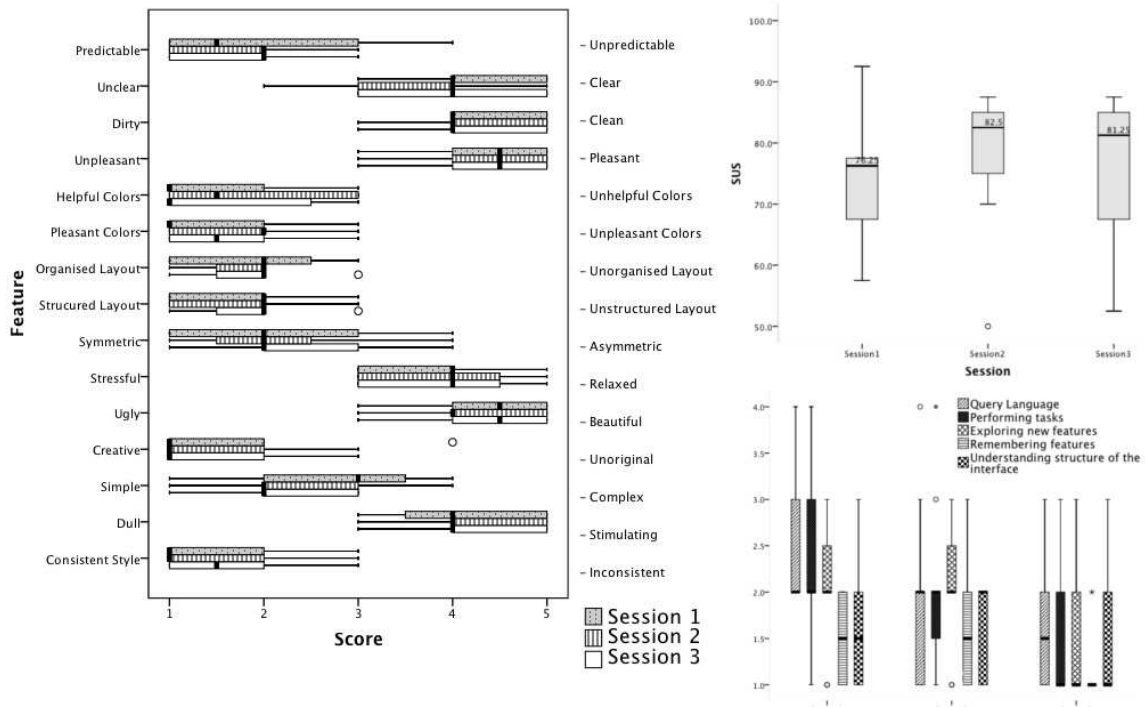 Predictable
Unclear
Dirty
Unpleasant
Helpful Colors
Pleasant Colors
Organised Layout
Strucured Layout
Symmetric
Stressful
Ugly
Creative
Simple
Dull
Consistent Style
Feature
Unpredictable
Clear
Clean
Pleasant
Unhelpful Colors
Unpleasant Colors
Unorganised Layout
Unstructured Layout
Asymmetric
Relaxed
Beautiful
Unoriginal
Complex
Stimulating
Inconsistent
1 2 3 4 5
Score
Session 1
Session 2
Session 3
100.0
90.0
80.0
70.0
60.0
50.0
SUS
76.25
82.5
81.25
Session1 Session2 Session3
Session
Query Language
Performing tasks
Exploring new features
Remembering features
Understanding structure of the
interface
4.0
3.5
3.0
2.5
2.0
1.5
1.0